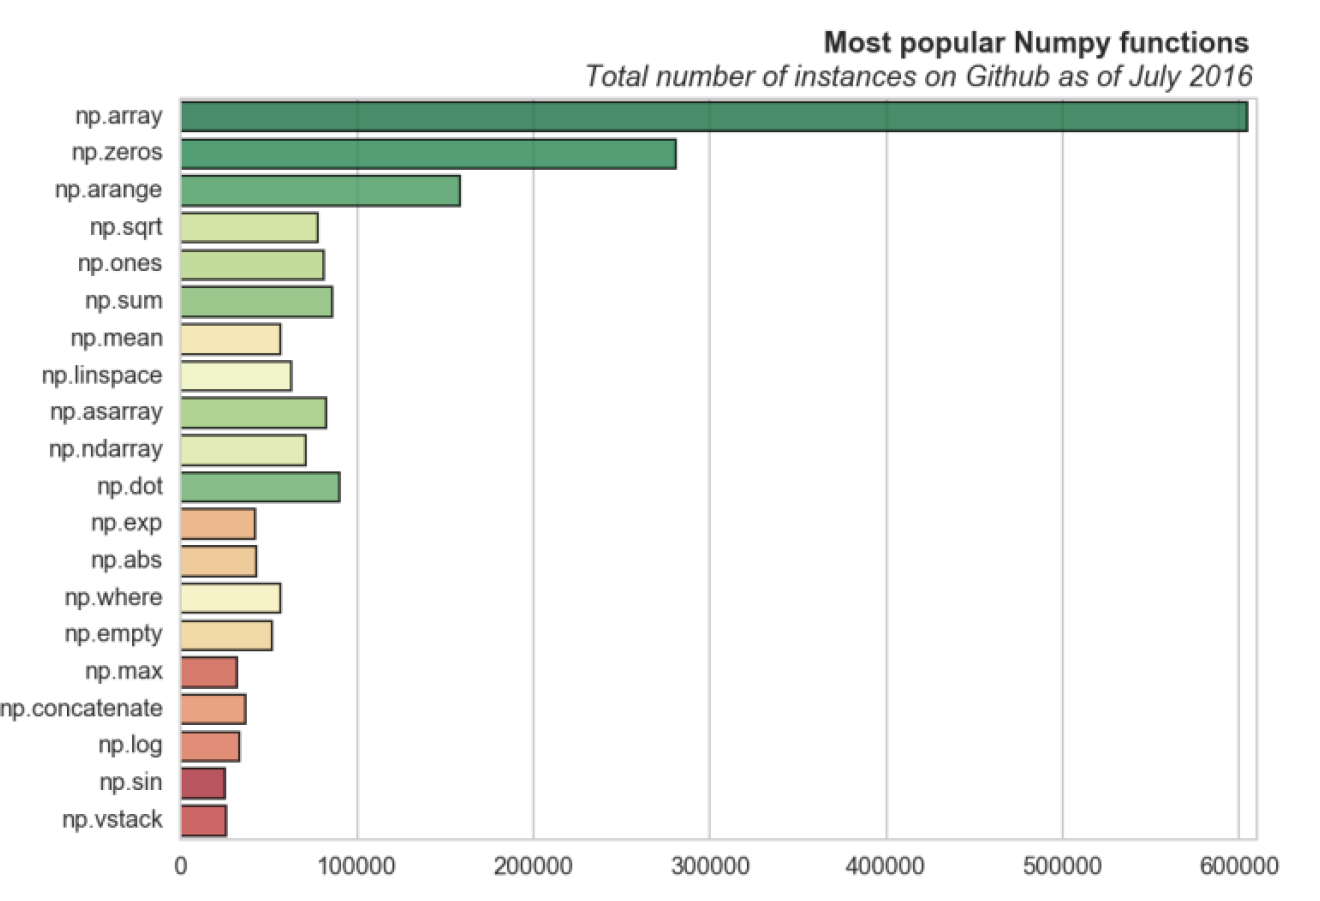 Most popular Numpy functions
Total number of instances on Github as of July 2016
np.array
np.zeros
np.arange
np.sqrt
np.ones
np.sum
np.mean
np.linspace
np.asarray
np.ndarray
np.dot
np.exp
np.abs
np.where
np.empty
np.max
np.concatenate
np.log
np.sin
np.vstack
0 100000 200000 300000 400000 500000 600000